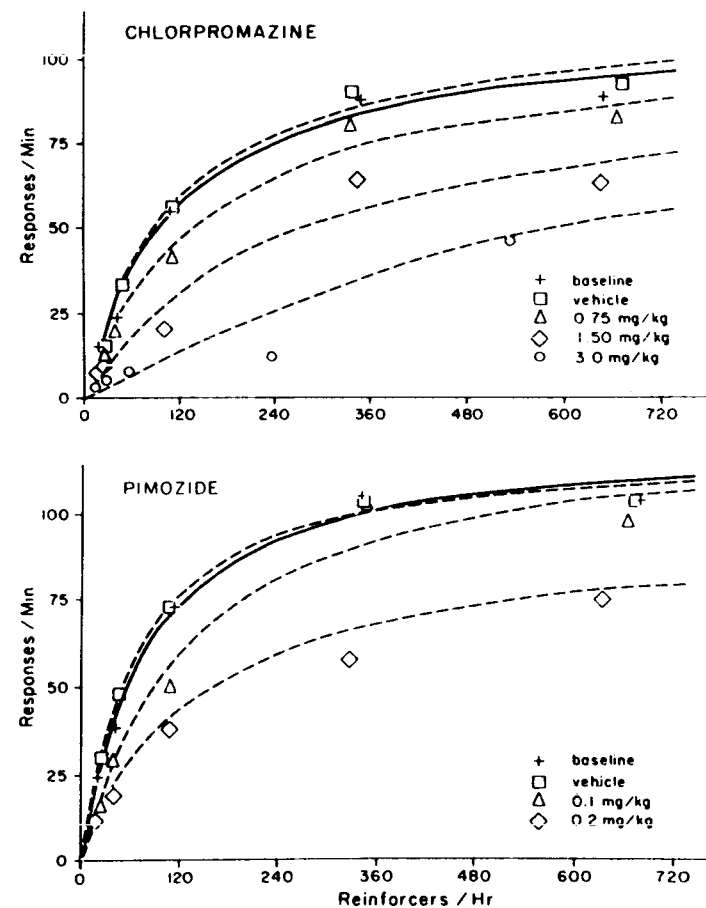 CHLORPROMAZINE
100
75
50
25
0
Responses / Min
+ baseline
□ vehicle
△ 0.75 mg/kg
◇ 1.50 mg/kg
○ 3.0 mg/kg
0 120 240 360 480 600 720
PIMOZIDE
100
75
50
25
0
Responses / Min
+ baseline
□ vehicle
△ 0.1 mg/kg
◇ 0.2 mg/kg
0 120 240 360 480 600 720
Reinforcers / Hr